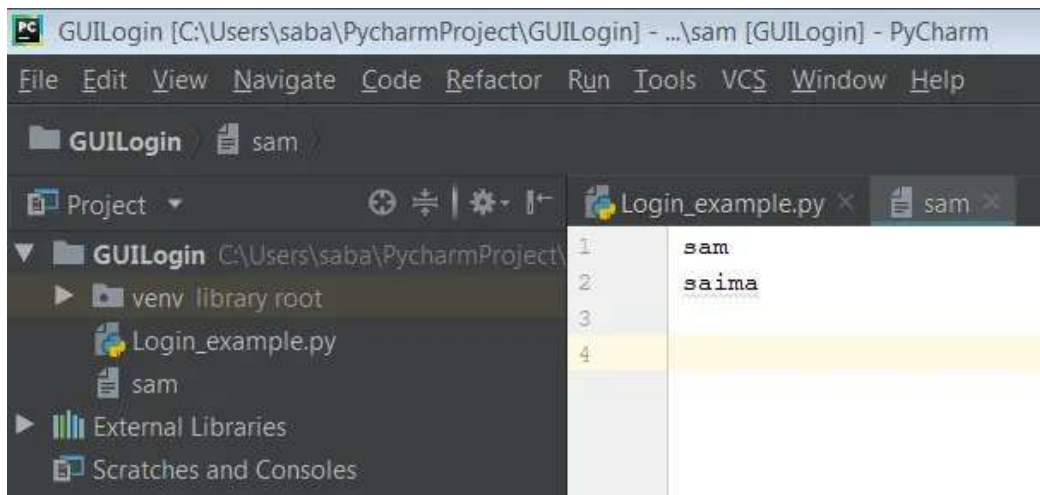 GUILogin [C:\Users\saba\PycharmProject\GUILogin] - ...\sam [GUILogin] - PyCharm
File Edit View Navigate Code Refactor Run Tools VCS Window Help
GUILogin sam
Project
Login_example.py sam
GUILogin C:\Users\saba\PycharmProject\
venv library root
Login_example.py
sam
External Libraries
Scratches and Consoles
1 sam
2 saima
3
4